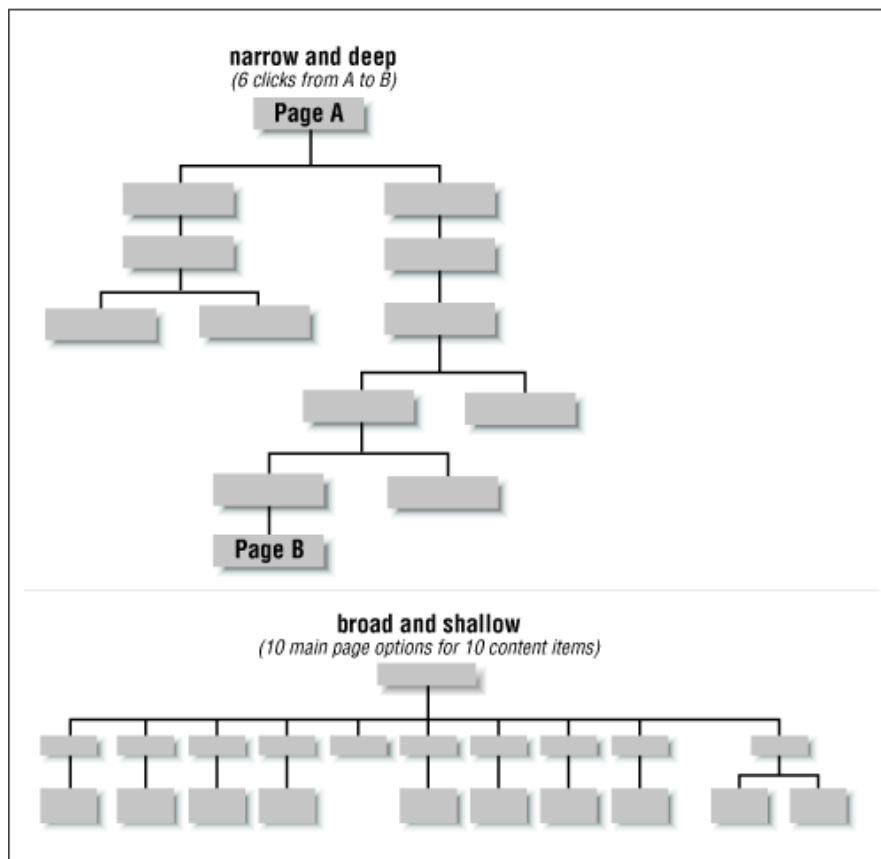 narrow and deep
(6 clicks from A to B)
Page A
Page B
broad and shallow
(10 main page options for 10 content items)